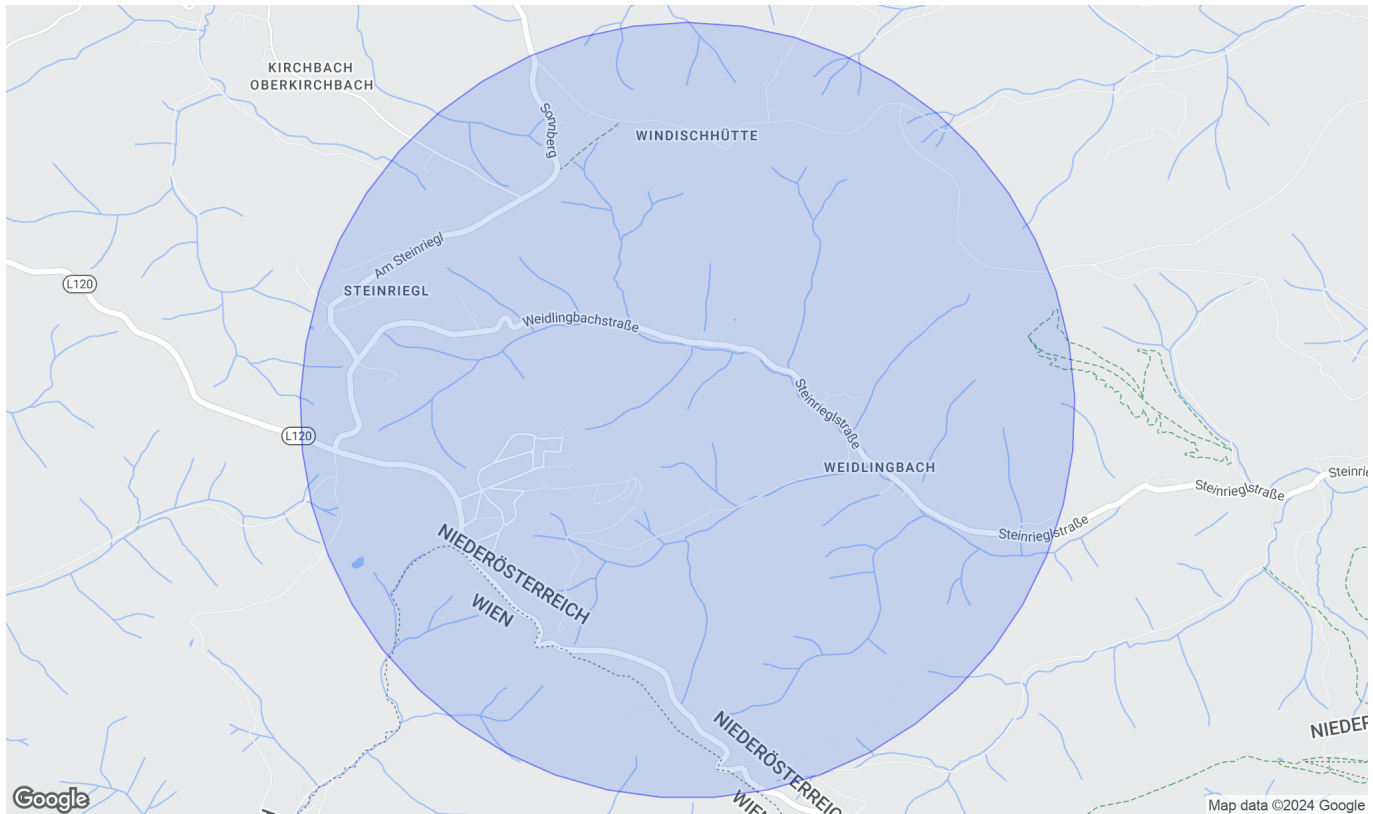 KIRCHBACH
OBERKIRCHBACH
Sonnberg
WINDISCHHÜTTE
Am Steinriegl
L120
STEINRIEGL
Weidlingbachstraße
Steinrieglstraße
L120
WEIDLINGBACH
Steinrie
Steinrieglstraße
Steinrieglstraße
NIEDERÖSTERREICH
WIEN
NIEDERÖSTERREICH
NIEDER
WIEN
Google
Map data ©2024 Google